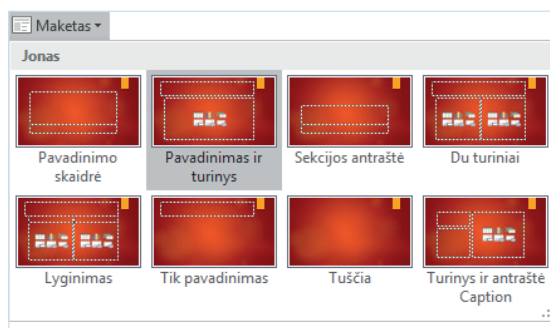 Maketas
Jonas
Pavadinimo
skaidrė
Pavadinimas ir
turinys
Sekcijos antraštė
Du turiniai
Lyginimas
Tik pavadinimas
Tuščia
Turinys ir antraštė
Caption